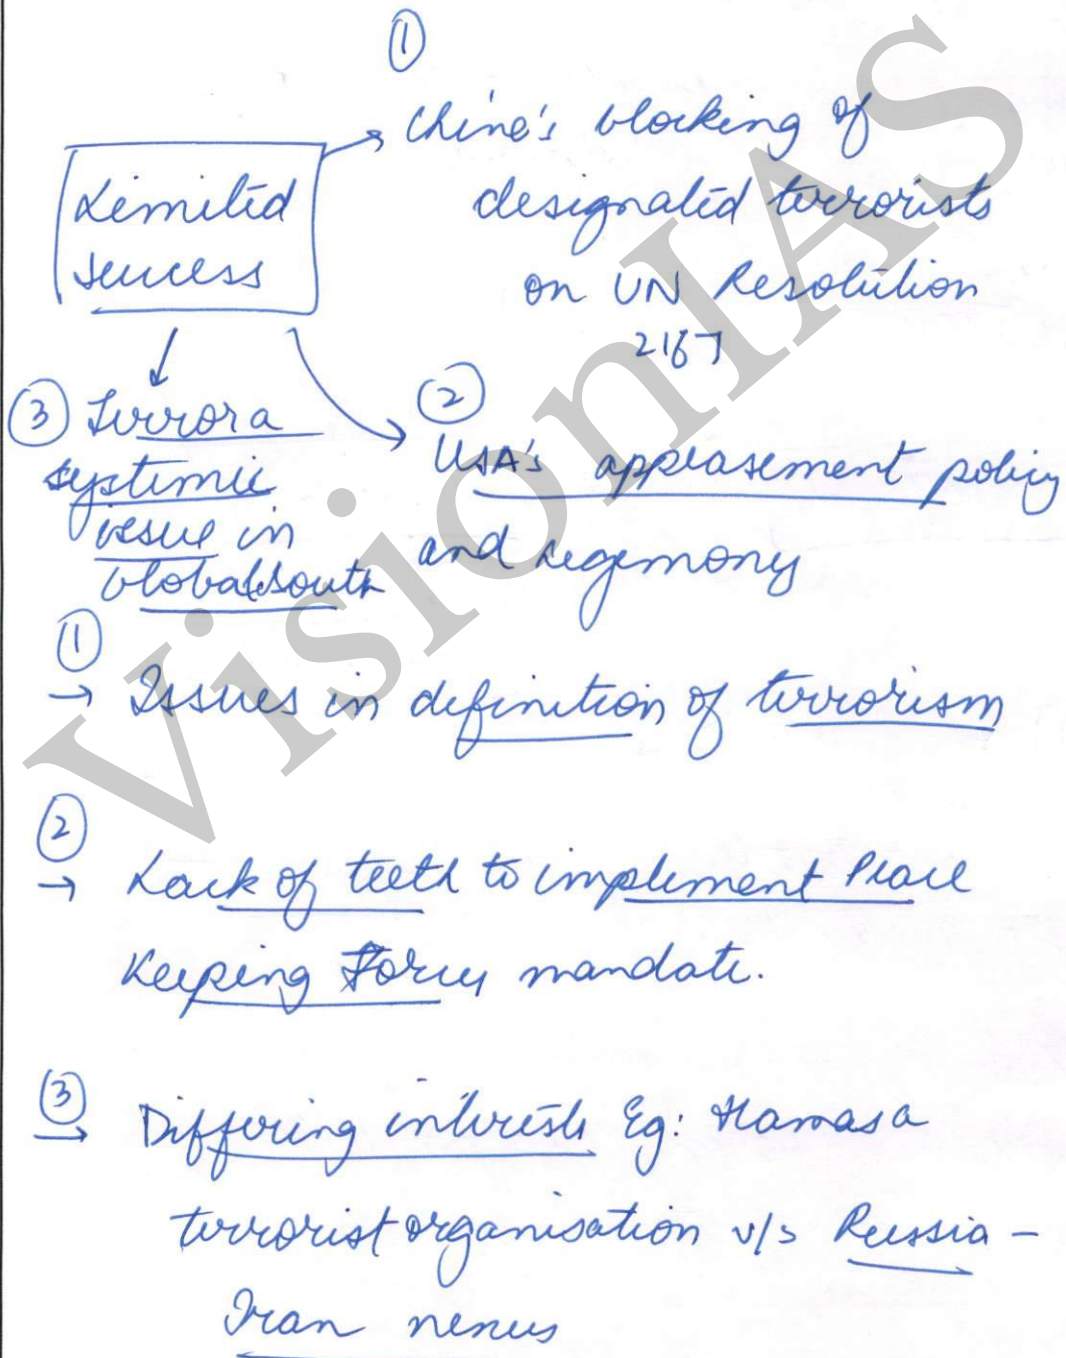 ①
China's blocking of
designated terrorists
on UN Resolution
2167
Limited
success
③ Terror a
systemic
issue in
Global South
②
USA's appeasement policy
and hegemony
①
→ Issues in definition of terrorism
②
→ Lack of teeth to implement Peace
Keeping Forces mandate.
③
→ Differing interests Eg: Hamas a
terrorist organisation v/s Russia -
Iran nexus
VisionIAS